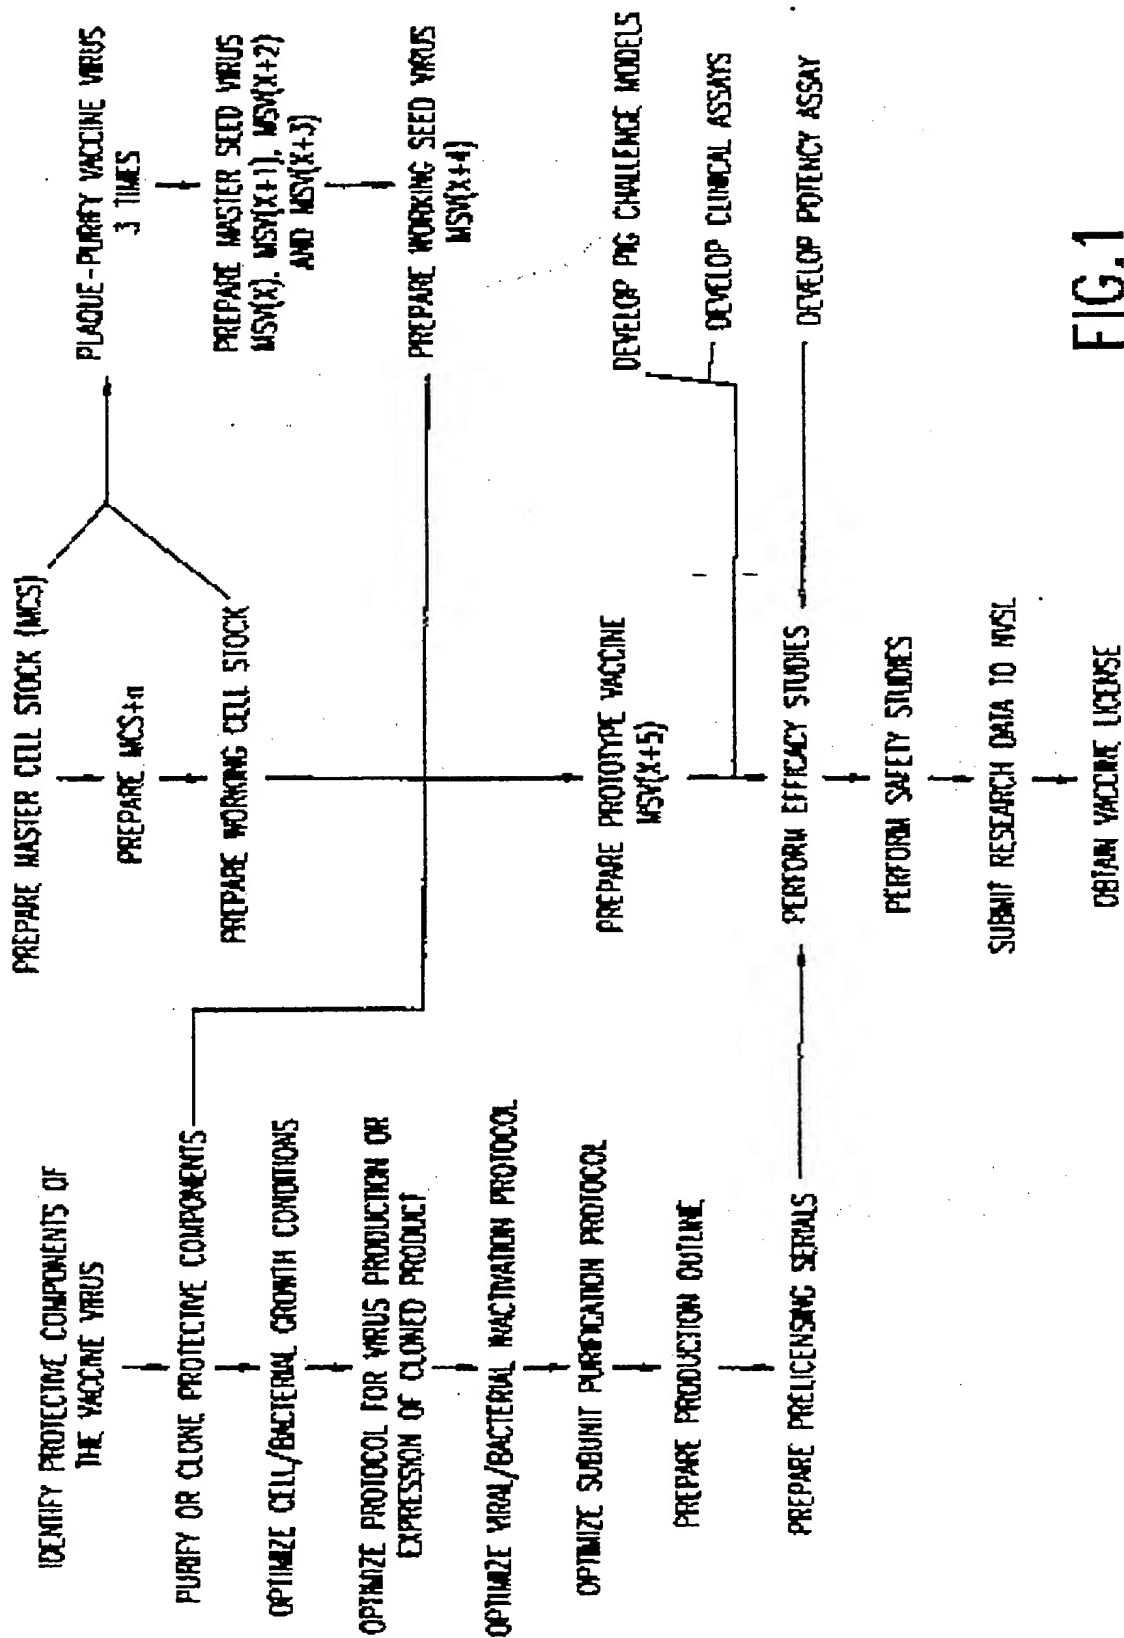 IDENTIFY PROTECTIVE COMPONENTS OF
THE VACCINE VIRUS
PURIFY OR CLONE PROTECTIVE COMPONENTS
OPTIMIZE CELL/BACTERIAL GROWTH CONDITIONS
OPTIMIZE PROTOCOL FOR VIRUS PRODUCTION OR
EXPRESSION OF CLONED PRODUCT
OPTIMIZE VIRAL/BACTERIAL INACTIVATION PROTOCOL
OPTIMIZE SUBUNIT PURIFICATION PROTOCOL
PREPARE PRODUCTION OUTLINE
PREPARE PRELICENSING SERIALS
PREPARE MASTER CELL STOCK (MCS)
PREPARE MCS+n
PREPARE WORKING CELL STOCK
PREPARE PROTOTYPE VACCINE
MSV(X+5)
PERFORM EFFICACY STUDIES
PERFORM SAFETY STUDIES
SUBMIT RESEARCH DATA TO NVSL
OBTAIN VACCINE LICENSE
PLAQUE-PURIFY VACCINE VIRUS
3 TIMES
PREPARE MASTER SEED VIRUS
MSV(X), MSV(X+1), MSV(X+2)
AND MSV(X+3)
PREPARE WORKING SEED VIRUS
MSV(X+4)
DEVELOP PIG CHALLENGE MODELS
DEVELOP CLINICAL ASSAYS
DEVELOP POTENCY ASSAY
FIG.1